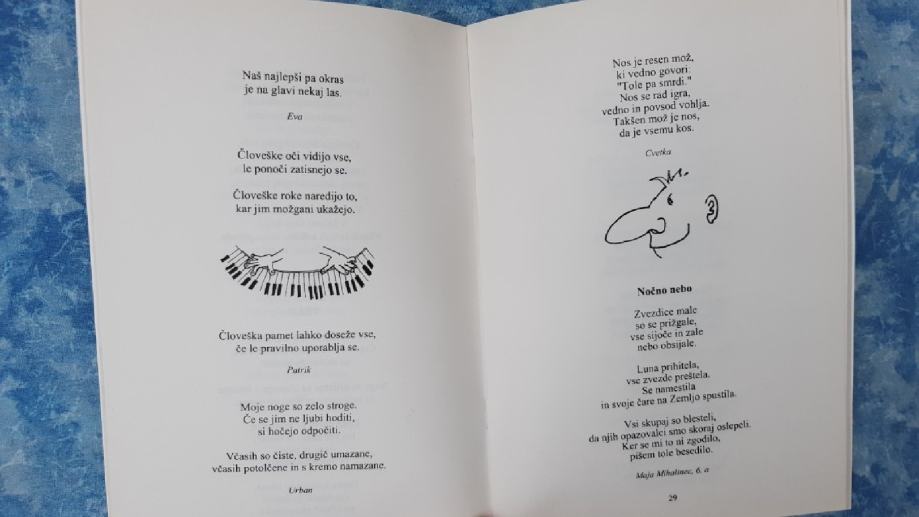 Naš najlepši pa okras
je na glavi nekaj las.
Eva
Človeške oči vidijo vse,
le ponoči zatisnejo se.
Človeške roke naredijo to,
kar jim možgani ukažejo.
Človeška pamet lahko doseže vse,
če le pravilno uporablja se.
Patrik
Moje noge so zelo stroge.
Če se jim ne ljubi hoditi,
si hočejo odpočiti.
Včasih so čiste, drugič umazane,
včasih potolčene in s kremo namazane.
Urban
Nos je resen mož,
ki vedno govori:
"Tole pa smrdi."
Nos se rad igra,
vedno in povsod vohlja.
Takšen mož je nos,
da je vsemu kos.
Cvetka
Nočno nebo
Zvezdice male
so se prižgale,
vse sijoče in zale
nebo obsijale.
Luna prihitela,
vse zvezde preštela.
Se namestila
in svoje čare na Zemljo spustila.
Vsi skupaj so blesteli,
da njih opazovalci smo skoraj oslepeli.
Ker se mi to ni zgodilo,
pišem tole besedilo.
Maja Mihalinec, 6. a
29